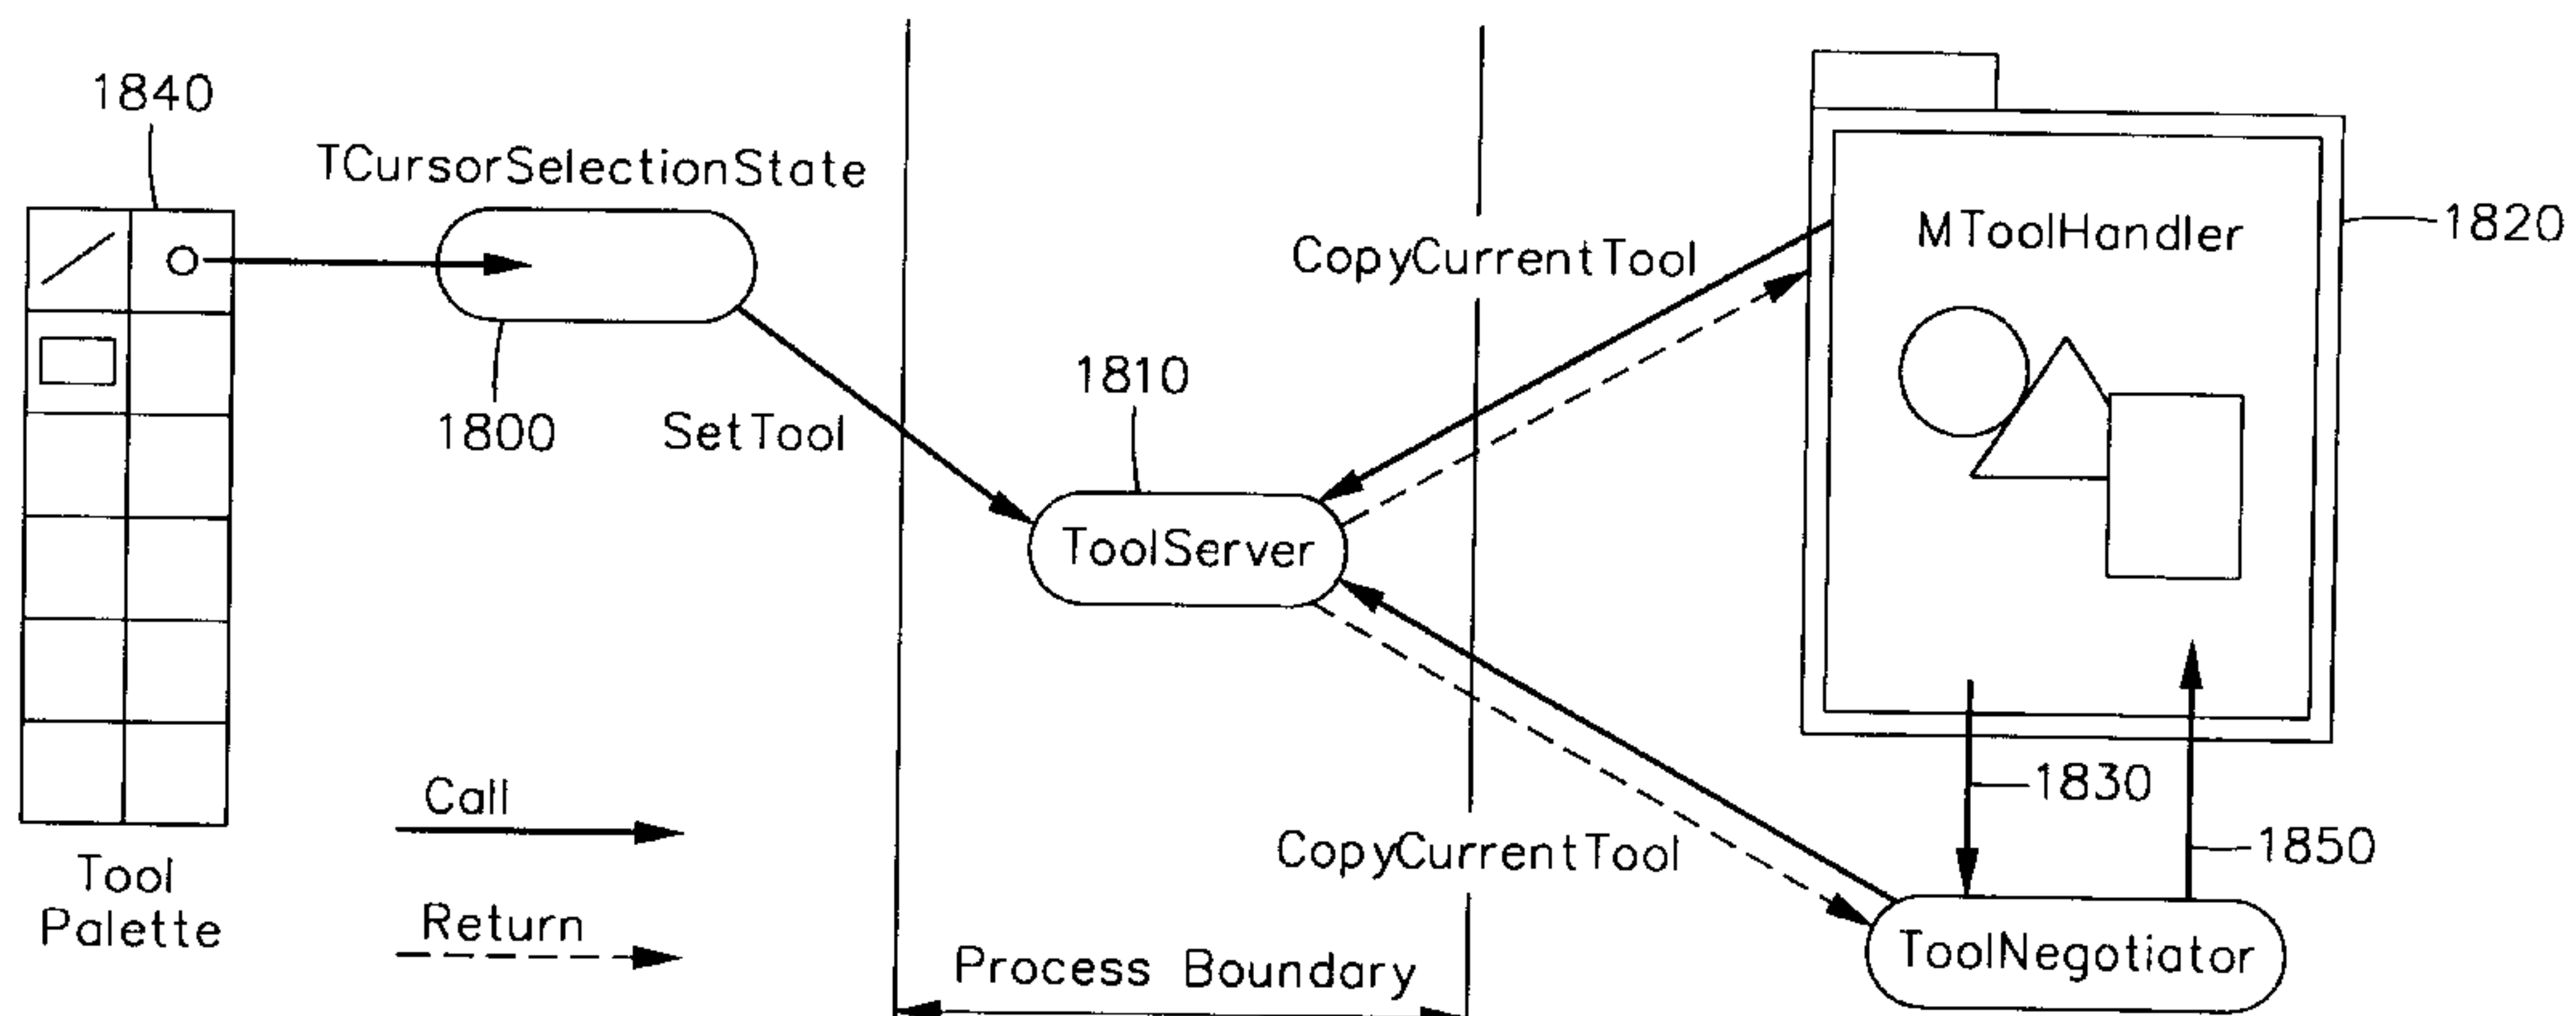 1840
TCursorSelectionState
1800
SetTool
1810
ToolServer
CopyCurrentTool
MToolHandler
1820
CopyCurrentTool
1830
1850
ToolNegotiator
Process Boundary
Call
Return
Tool
Palette